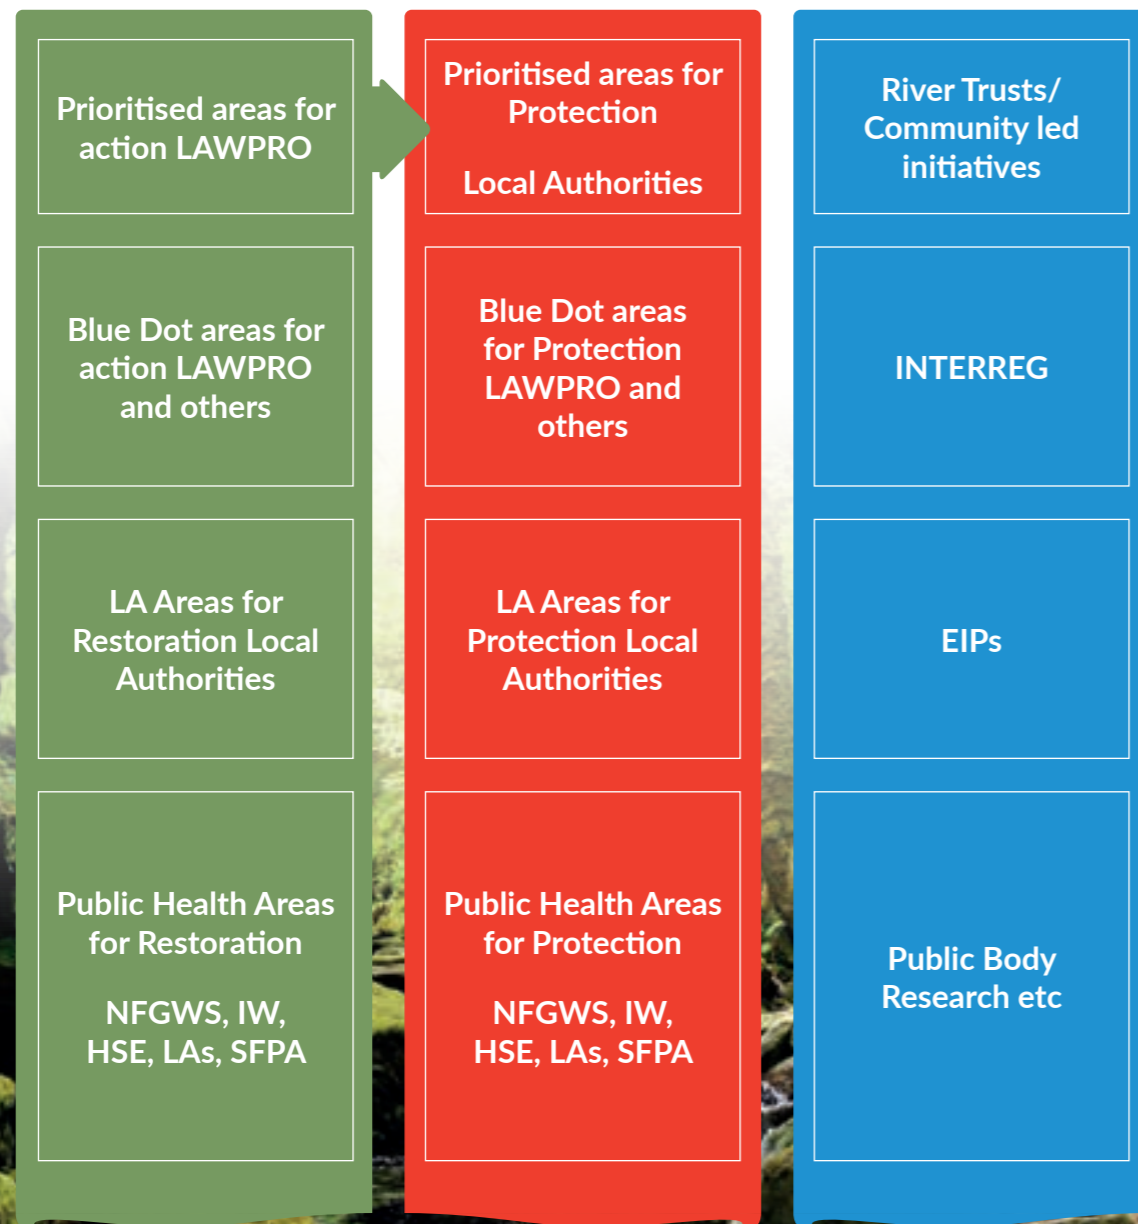 Prioritised areas for
action LAWPRO
Blue Dot areas for
action LAWPRO
and others
LA Areas for
Restoration Local
Authorities
Public Health Areas
for Restoration
NFGWS, IW,
HSE, LAs, SFPA
Prioritised areas for
Protection
Local Authorities
Blue Dot areas
for Protection
LAWPRO and
others
LA Areas for
Protection Local
Authorities
Public Health Areas
for Protection
NFGWS, IW,
HSE, LAs, SFPA
River Trusts/
Community led
initiatives
INTERREG
EIPs
Public Body
Research etc